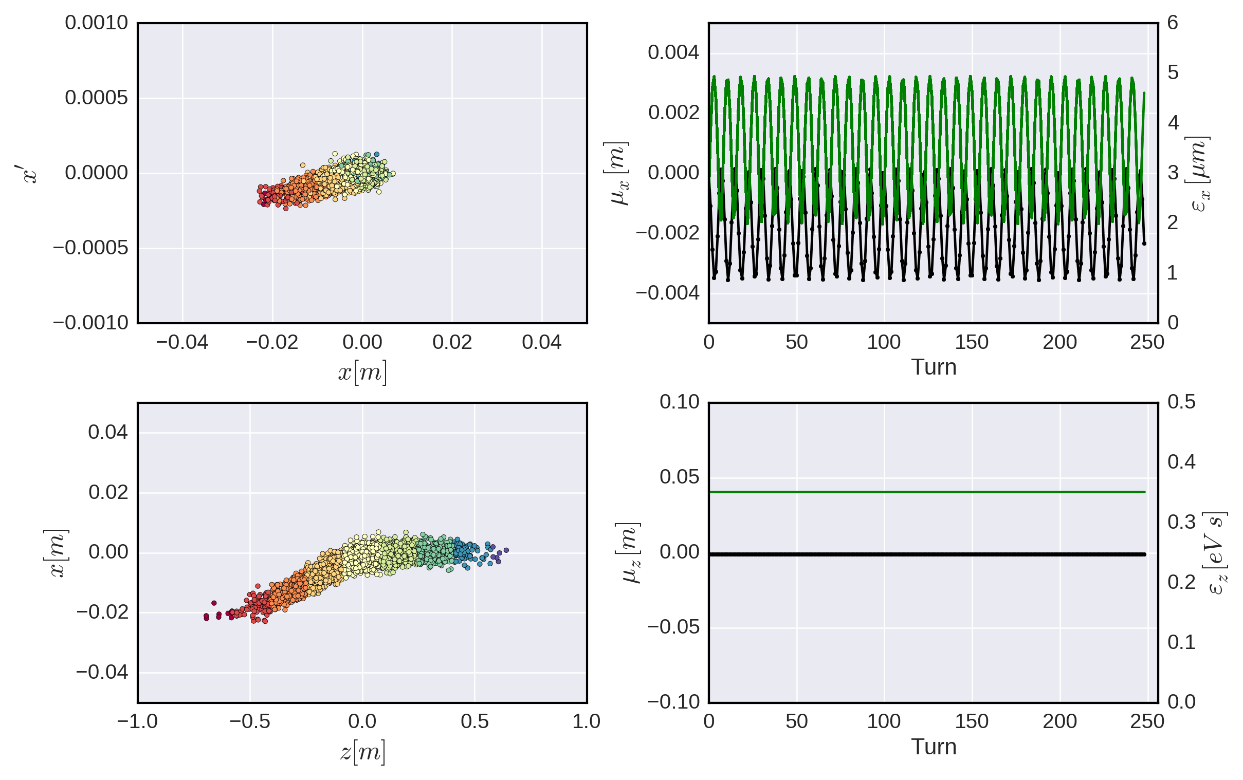 0.0010
0.0005
0.0000
−0.0005
−0.0010
x′
−0.04 −0.02 0.00 0.02 0.04
x[m]
0.004
0.002
0.000
−0.002
−0.004
μx [m]
6
5
4
3
2
1
0
εx [μm]
0 50 100 150 200 250
Turn
0.04
0.02
0.00
−0.02
−0.04
x[m]
−1.0 −0.5 0.0 0.5 1.0
z[m]
0.10
0.05
0.00
−0.05
−0.10
μz [m]
0.5
0.4
0.3
0.2
0.1
0.0
εz [eV s]
0 50 100 150 200 250
Turn